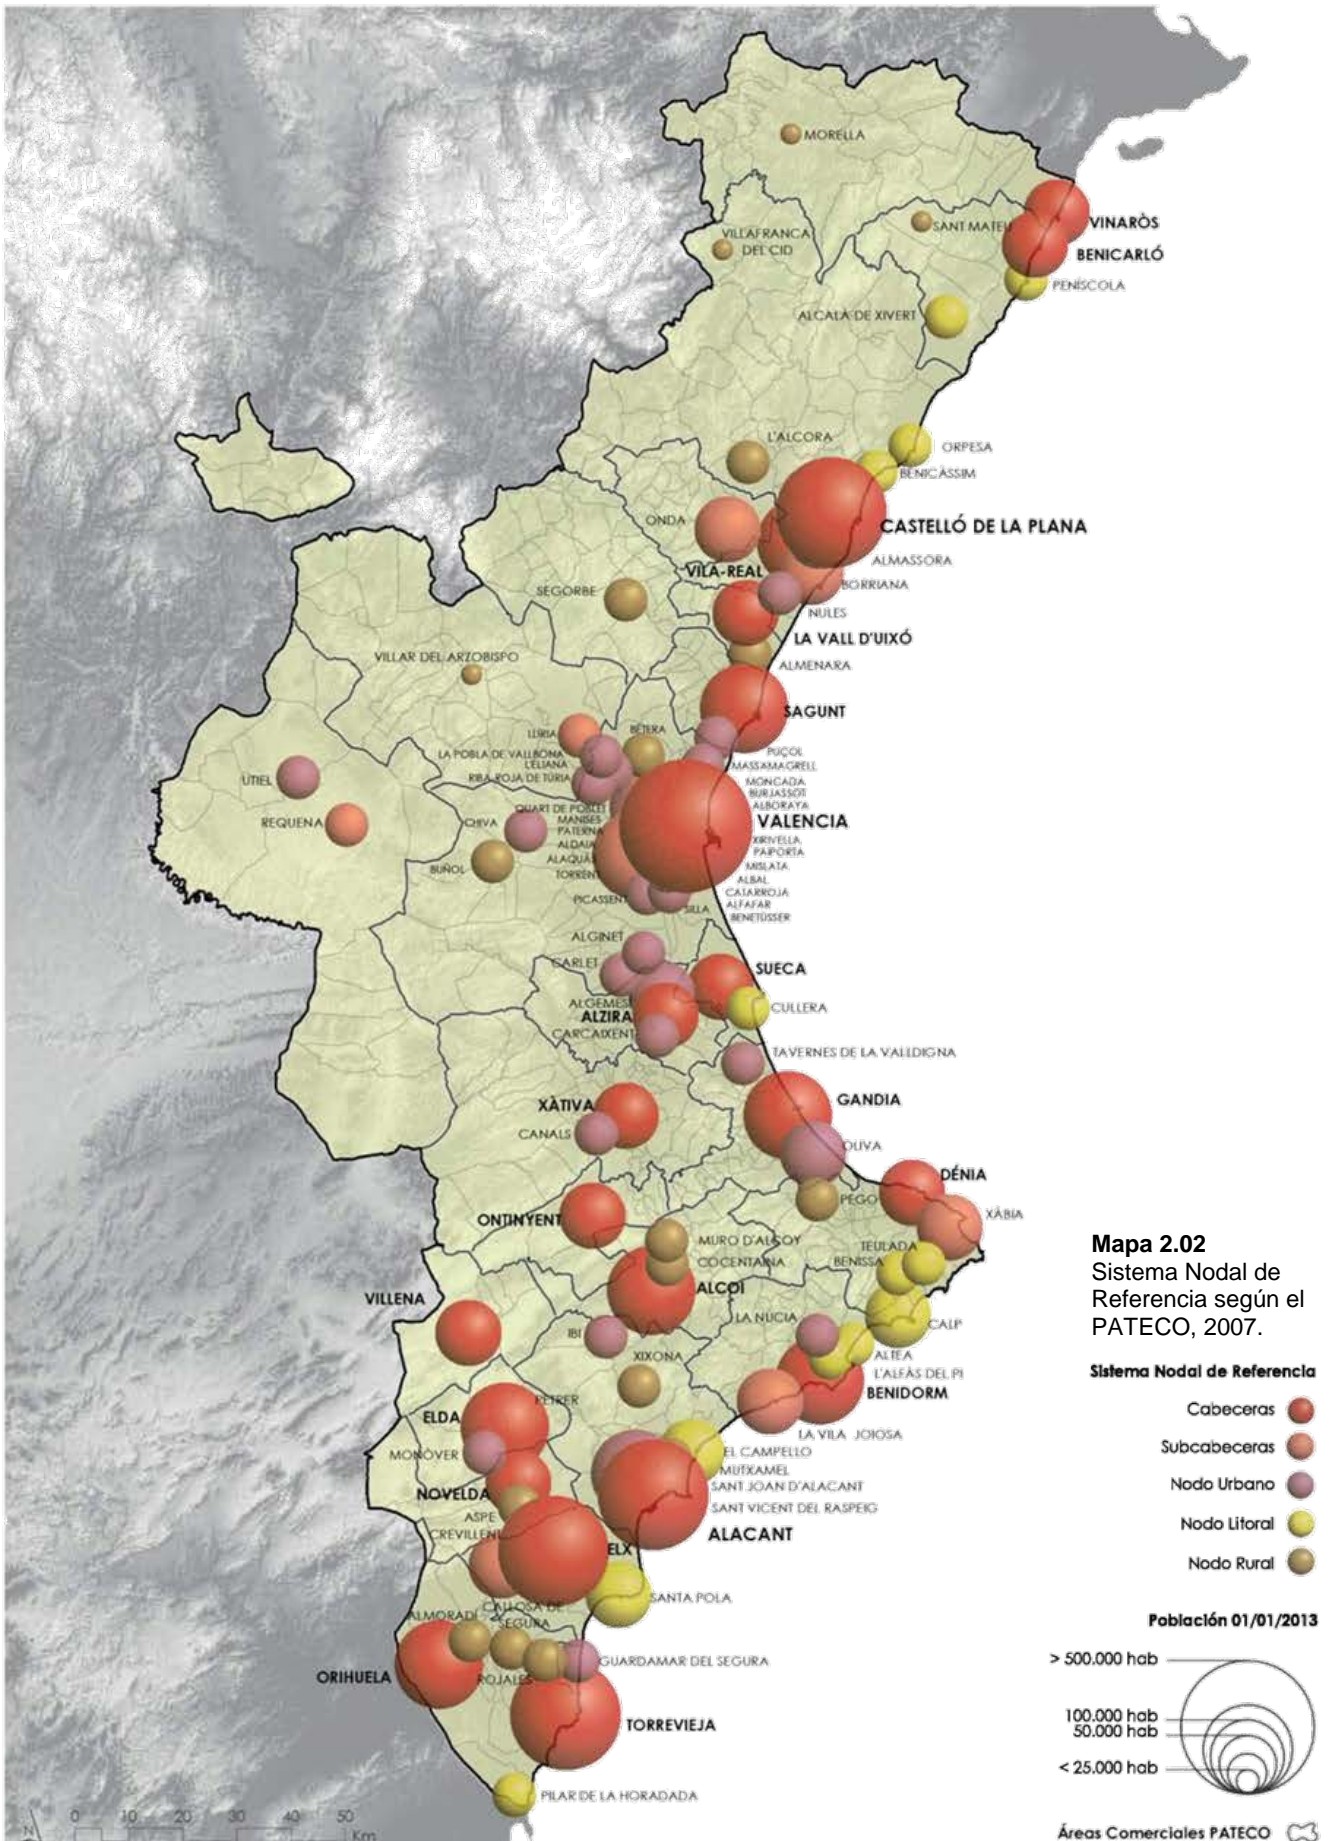 MORELLA
VINARÒS
SANT MATEU
VILLAFRANCA
DEL CID
BENICARLÓ
PENÍSCOLA
ALCALÀ DE XIVERT
L'ALCORA
ORPESA
BENICÀSSIM
ONDA
CASTELLÓ DE LA PLANA
ALMASSORA
VILA-REAL
BORRIANA
SEGORBE
NULES
LA VALL D'UIXÓ
VILLAR DEL ARZOBISPO
ALMENARA
SAGUNT
LLÍRIA
BÉTERA
LA POBLA DE VALLBONA
PUÇOL
L'ELIANA
MASSAMAGRELL
RIBA-ROJA DE TÚRIA
UTIEL
MONCADA
BURJASSOT
ALBORAYA
QUART DE POBLET
MANISES
VALENCIA
REQUENA
CHIVA
PATERNA
ALDAIA
XIRIVELLA
PAIPORTA
ALAQUÀS
MISLATA
BUÑOL
TORRENT
ALBAL
CATARROJA
PICASSENT
SILLA
ALFAFAR
BENETÚSSER
ALGINET
CARLET
SUECA
ALGEMESÍ
CULLERA
ALZIRA
CARCAIXENT
TAVERNES DE LA VALLDIGNA
XÀTIVA
GANDIA
CANALS
OLIVA
DÉNIA
PEGO
XÀBIA
ONTINYENT
MURO D'ALCOY
TEULADA
COCENTAINA
BENISSA
ALCOI
VILLENA
LA NUCIA
CALP
IBI
XIXONA
ALTEA
L'ALFÀS DEL PI
BENIDORM
PETRER
ELDA
LA VILA JOIOSA
MONÒVER
EL CAMPELLO
MUTXAMEL
SANT JOAN D'ALACANT
NOVELDA
SANT VICENT DEL RASPEIG
ASPE
CREVILLENT
ALACANT
ELX
SANTA POLA
CALLOSA DE
SEGURA
ALMORADÍ
GUARDAMAR DEL SEGURA
ORIHUELA
ROJALES
TORREVIEJA
PILAR DE LA HORADADA
Mapa 2.02
Sistema Nodal de
Referencia según el
PATECO, 2007.
Sistema Nodal de Referencia
Cabeceras
Subcabeceras
Nodo Urbano
Nodo Litoral
Nodo Rural
Población 01/01/2013
> 500.000 hab
100.000 hab
50.000 hab
< 25.000 hab
Áreas Comerciales PATECO
N
0 10 20 30 40 50
Km